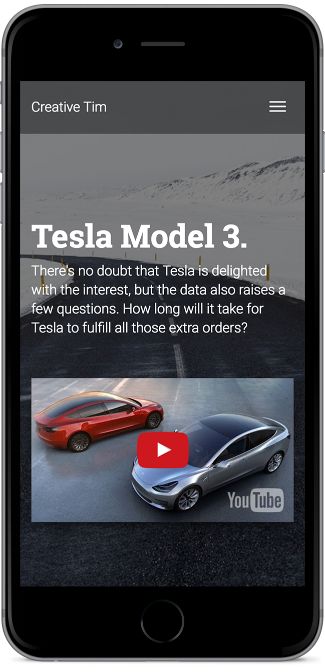 Creative Tim
Tesla Model 3.
There's no doubt that Tesla is delighted
with the interest, but the data also raises a
few questions. How long will it take for
Tesla to fulfill all those extra orders?
YouTube